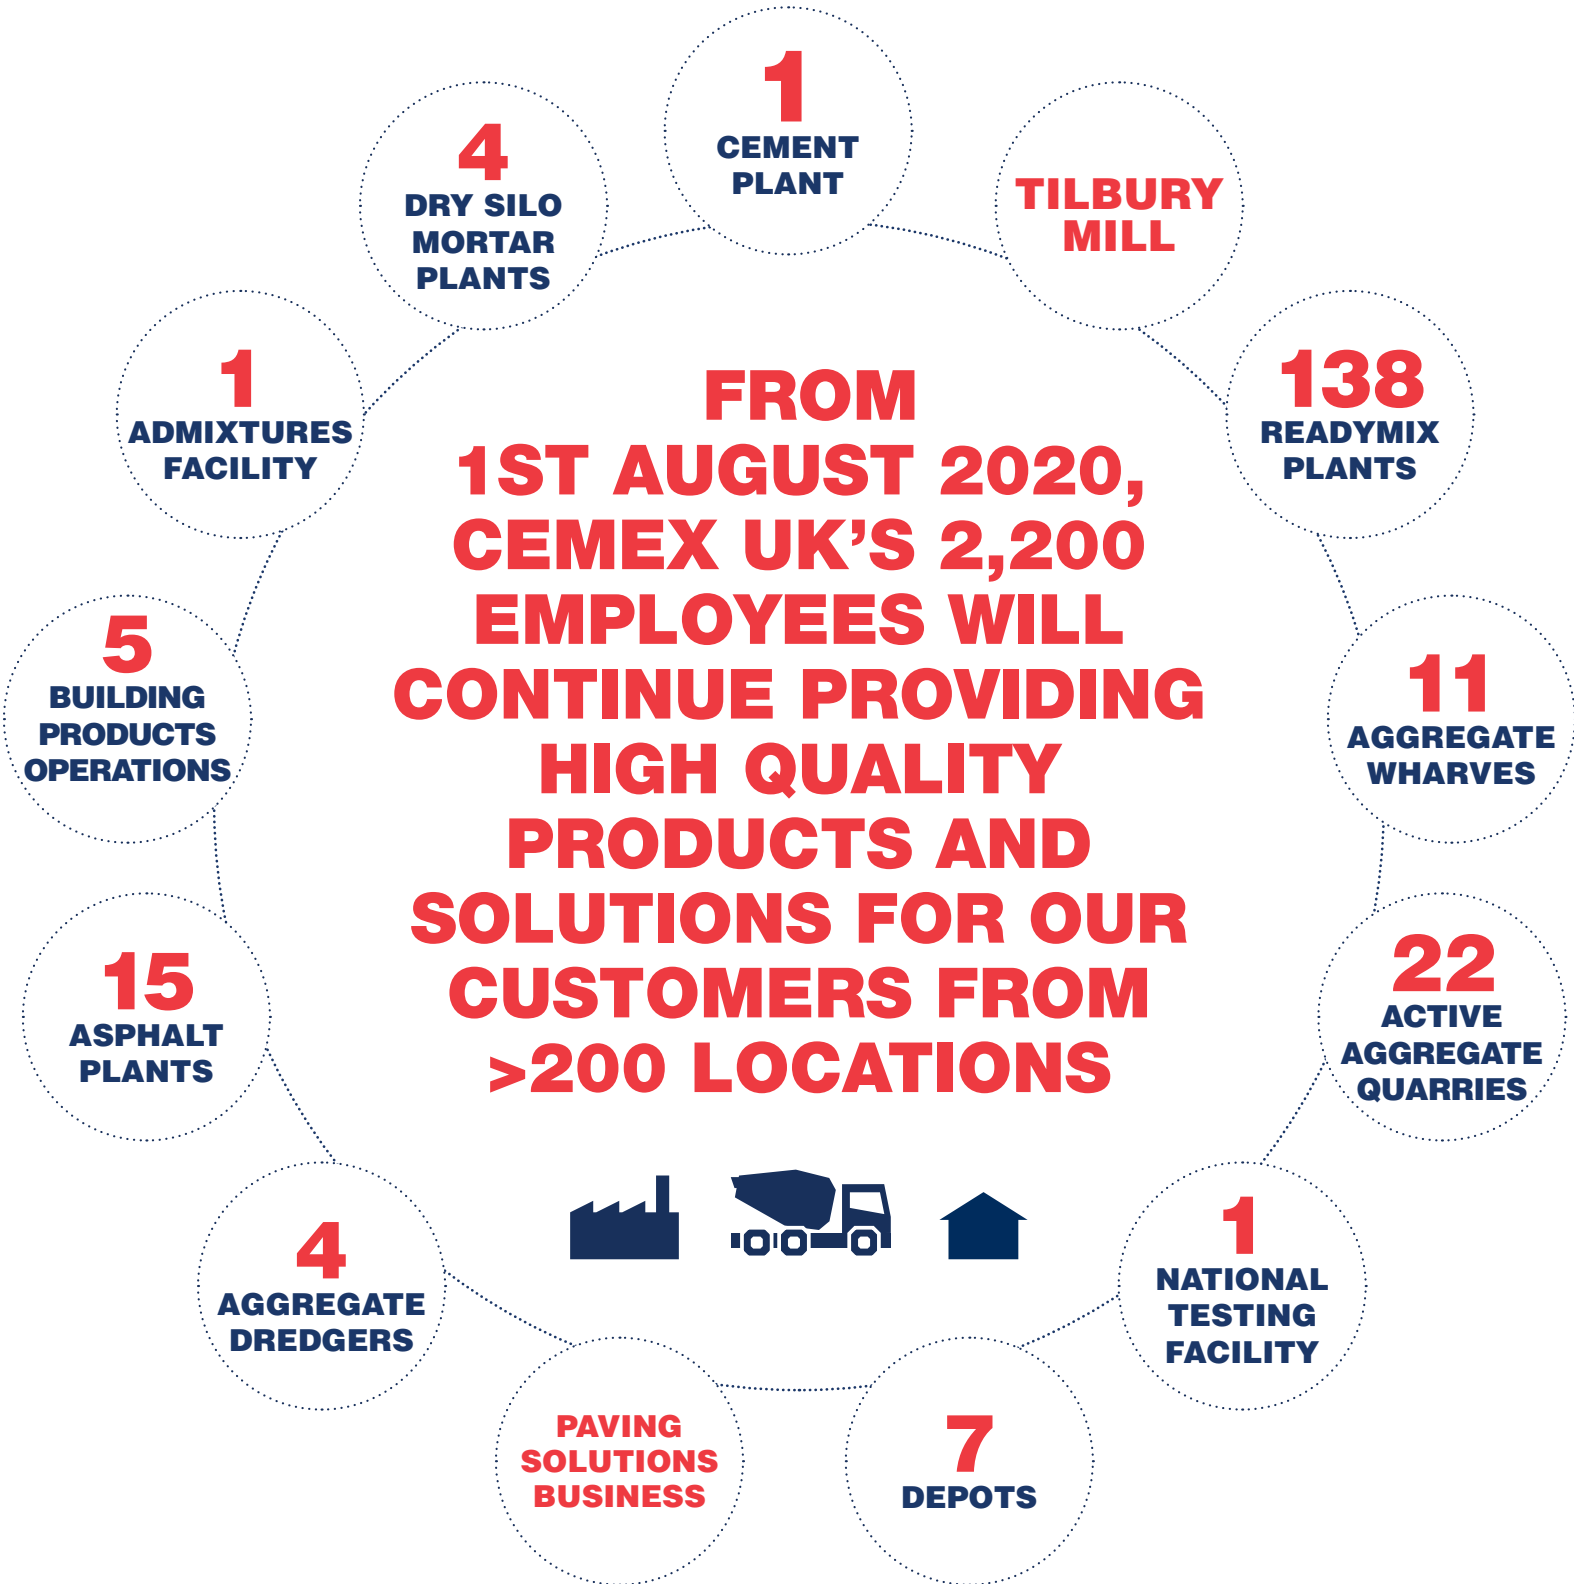 1
CEMENT
PLANT
TILBURY
MILL
138
READYMIX
PLANTS
11
AGGREGATE
WHARVES
22
ACTIVE
AGGREGATE
QUARRIES
1
NATIONAL
TESTING
FACILITY
7
DEPOTS
PAVING
SOLUTIONS
BUSINESS
4
AGGREGATE
DREDGERS
15
ASPHALT
PLANTS
5
BUILDING
PRODUCTS
OPERATIONS
1
ADMIXTURES
FACILITY
4
DRY SILO
MORTAR
PLANTS
FROM
1ST AUGUST 2020,
CEMEX UK’S 2,200
EMPLOYEES WILL
CONTINUE PROVIDING
HIGH QUALITY
PRODUCTS AND
SOLUTIONS FOR OUR
CUSTOMERS FROM
>200 LOCATIONS